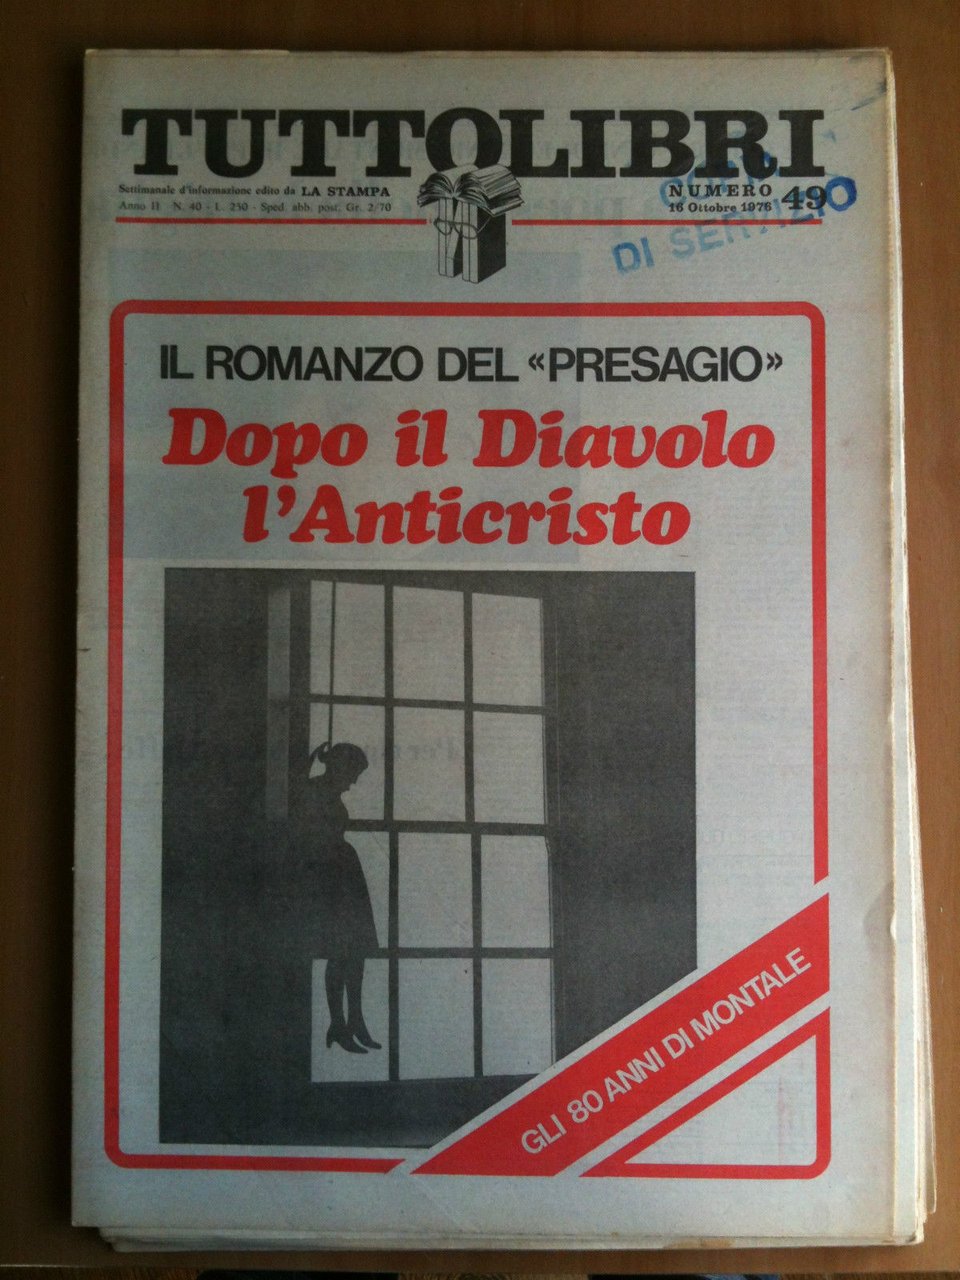 TUTTOLIBRI
Settimanale d'informazione edito da LA STAMPA
Anno II N. 40 - L. 250 - Sped. abb. post. Gr. 2/70
NUMERO 49
16 Ottobre 1976
COPIA
DI SERVIZIO
IL ROMANZO DEL «PRESAGIO»
Dopo il Diavolo
l'Anticristo
GLI 80 ANNI DI MONTALE